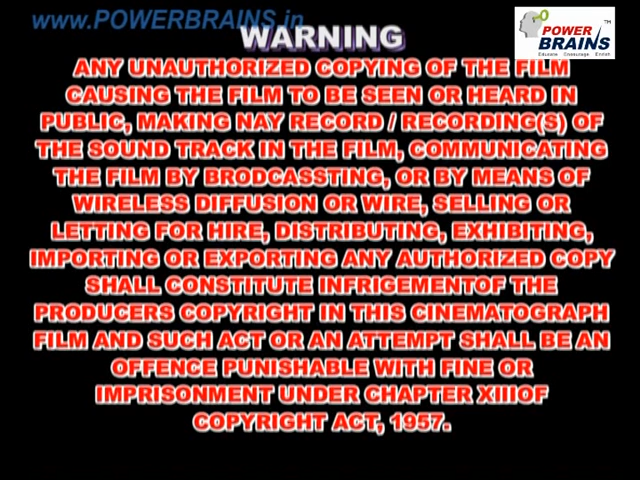 www.POWERBRAINS.in
WARNING
POWER
BRAINS
TM
Educate Encourage Enrich
ANY UNAUTHORIZED COPYING OF THE FILM
CAUSING THE FILM TO BE SEEN OR HEARD IN
PUBLIC, MAKING NAY RECORD / RECORDING(S) OF
THE SOUND TRACK IN THE FILM, COMMUNICATING
THE FILM BY BRODCASSTING, OR BY MEANS OF
WIRELESS DIFFUSION OR WIRE, SELLING OR
LETTING FOR HIRE, DISTRIBUTING, EXHIBITING,
IMPORTING OR EXPORTING ANY AUTHORIZED COPY
SHALL CONSTITUTE INFRIGEMENTOF THE
PRODUCERS COPYRIGHT IN THIS CINEMATOGRAPH
FILM AND SUCH ACT OR AN ATTEMPT SHALL BE AN
OFFENCE PUNISHABLE WITH FINE OR
IMPRISONMENT UNDER CHAPTER XIIIOF
COPYRIGHT ACT, 1957.